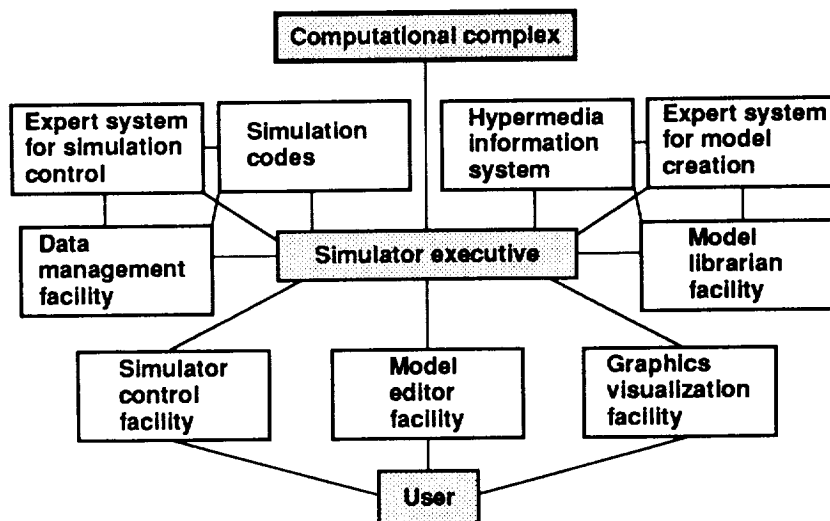 Computational complex
Expert system
for simulation
control
Simulation
codes
Hypermedia
information
system
Expert system
for model
creation
Data
management
facility
Simulator executive
Model
librarian
facility
Simulator
control
facility
Model
editor
facility
Graphics
visualization
facility
User